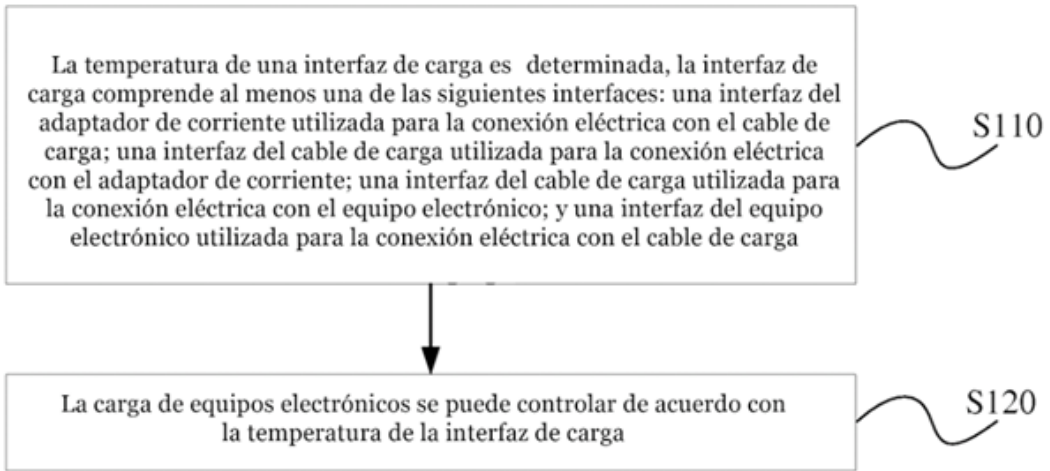 La temperatura de una interfaz de carga es determinada, la interfaz de
carga comprende al menos una de las siguientes interfaces: una interfaz del
adaptador de corriente utilizada para la conexión eléctrica con el cable de
carga; una interfaz del cable de carga utilizada para la conexión eléctrica
con el adaptador de corriente; una interfaz del cable de carga utilizada para
la conexión eléctrica con el equipo electrónico; y una interfaz del equipo
electrónico utilizada para la conexión eléctrica con el cable de carga
S110
La carga de equipos electrónicos se puede controlar de acuerdo con
la temperatura de la interfaz de carga
S120